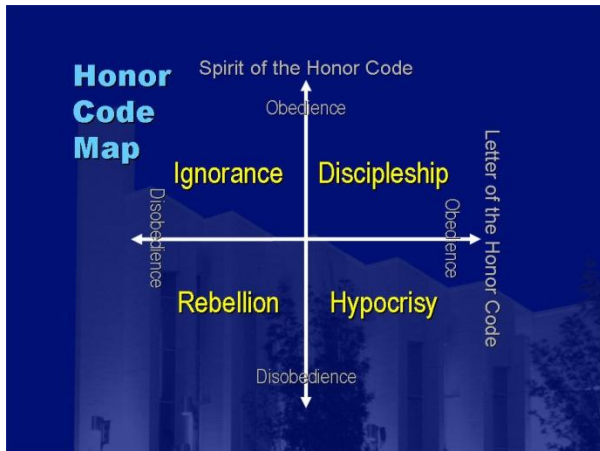 Honor
Code
Map
Spirit of the Honor Code
Obedience
Ignorance
Discipleship
Disobedience
Obedience
Letter of the Honor Code
Rebellion
Hypocrisy
Disobedience